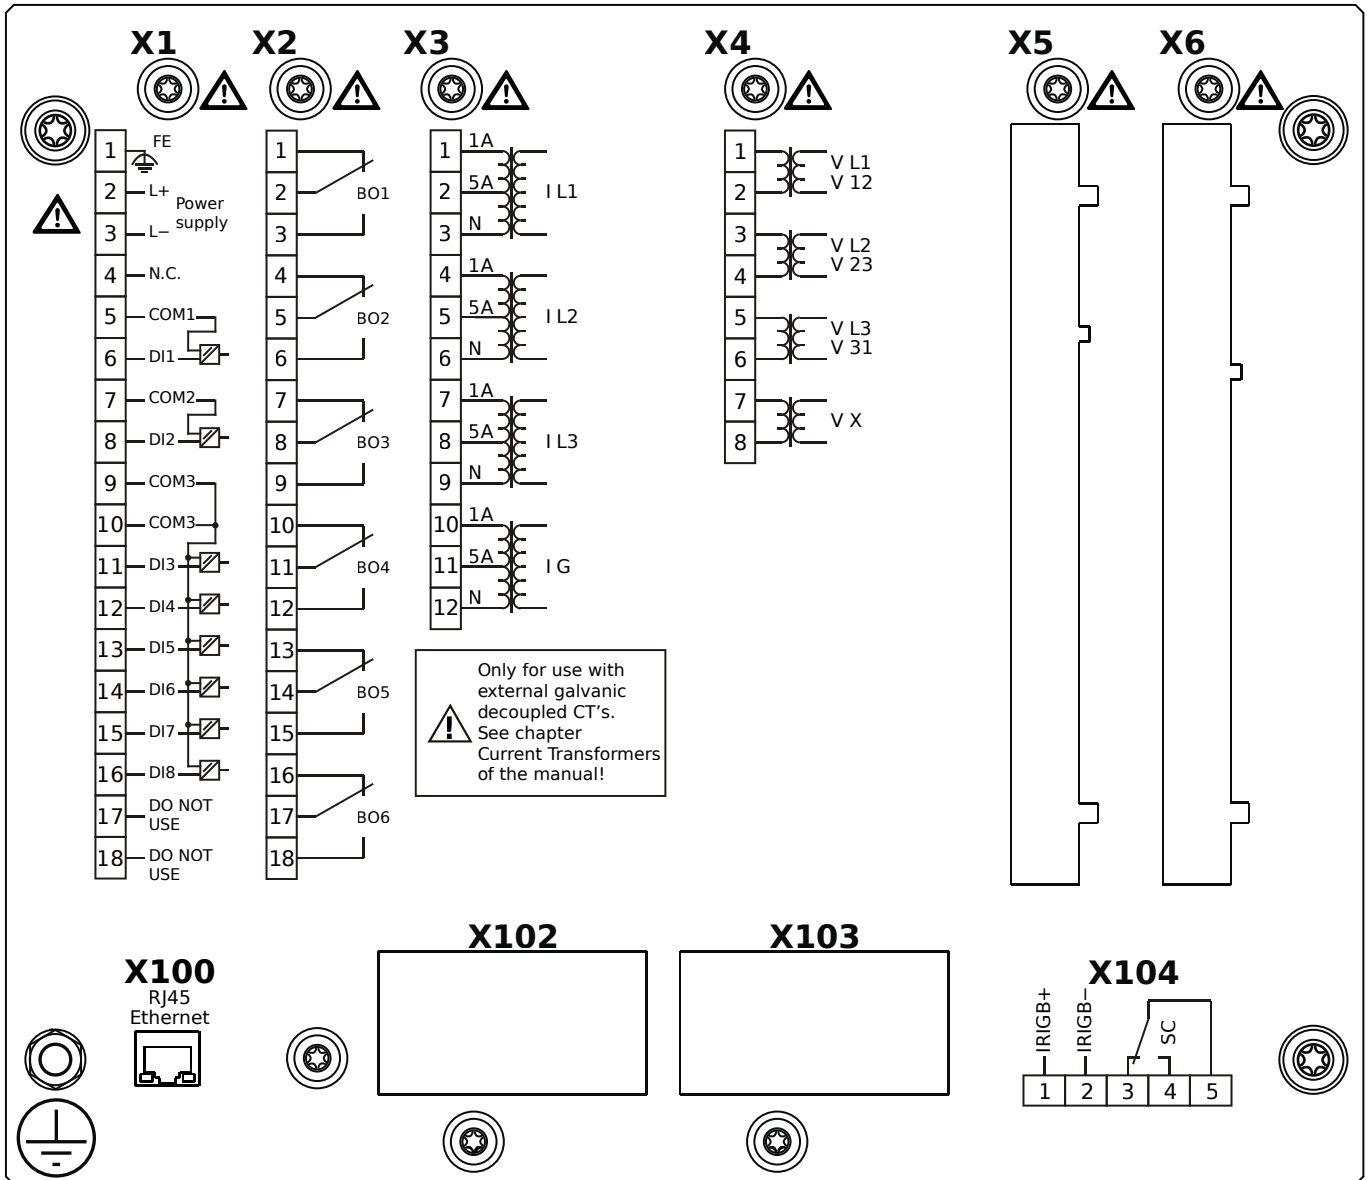 X1
X2
X3
X4
X5
X6
1
FE
2
L+
Power
supply
3
L−
4
N.C.
5
COM1
6
DI1
7
COM2
8
DI2
9
COM3
10
COM3
11
DI3
12
DI4
13
DI5
14
DI6
15
DI7
16
DI8
17
DO NOT
USE
18
DO NOT
USE
1
2
BO1
3
4
5
BO2
6
7
8
BO3
9
10
11
BO4
12
13
14
BO5
15
16
17
BO6
18
1
1A
2
5A
I L1
3
N
4
1A
5
5A
I L2
6
N
7
1A
8
5A
I L3
9
N
10
1A
11
5A
I G
12
N
Only for use with
external galvanic
decoupled CT's.
See chapter
Current Transformers
of the manual!
1
V L1
2
V 12
3
V L2
4
V 23
5
V L3
6
V 31
7
V X
8
X100
RJ45
Ethernet
X102
X103
X104
IRIGB+
IRIGB−
SC
1
2
3
4
5